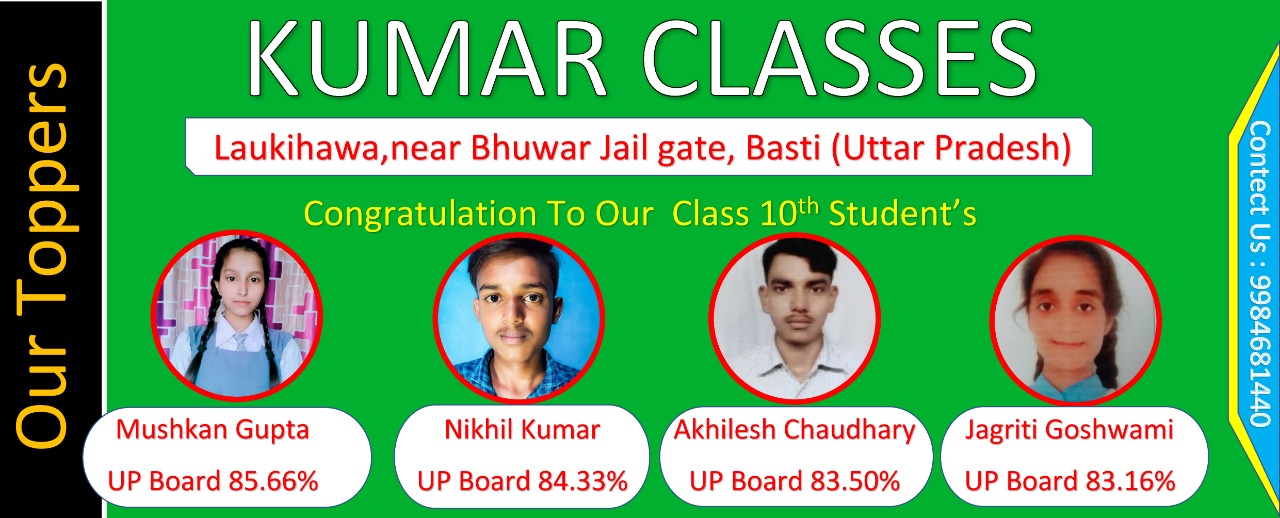 Our Toppers
KUMAR CLASSES
Laukihawa,near Bhuwar Jail gate, Basti (Uttar Pradesh)
Congratulation To Our Class 10th Student's
Mushkan Gupta
UP Board 85.66%
Nikhil Kumar
UP Board 84.33%
Akhilesh Chaudhary
UP Board 83.50%
Jagriti Goshwami
UP Board 83.16%
Contect Us : 9984681440